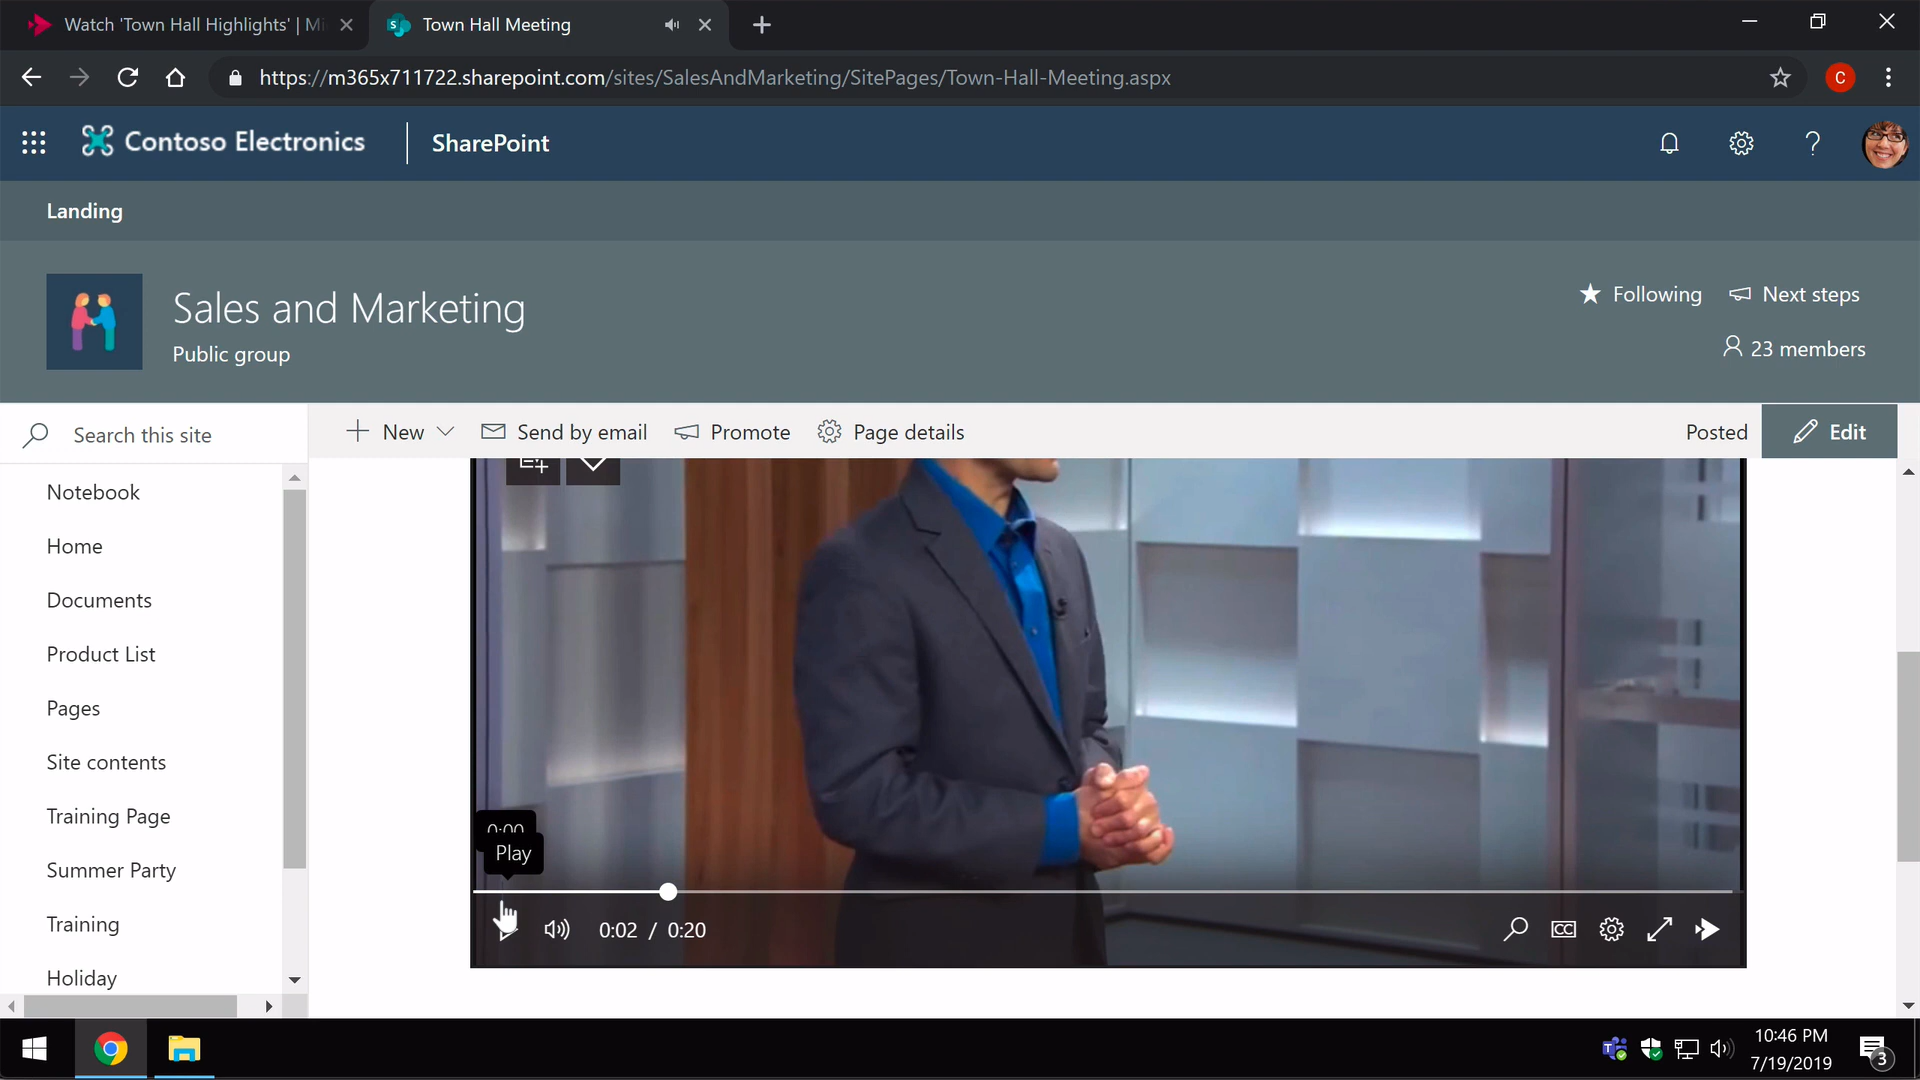 Watch 'Town Hall Highlights' | Mi
Town Hall Meeting
https://m365x711722.sharepoint.com/sites/SalesAndMarketing/SitePages/Town-Hall-Meeting.aspx
C
Contoso Electronics
SharePoint
Landing
Sales and Marketing
Public group
Following
Next steps
23 members
Search this site
New
Send by email
Promote
Page details
Posted
Edit
Notebook
Home
Documents
Product List
Pages
Site contents
Training Page
Summer Party
Training
Holiday
0:00
Play
0:02 / 0:20
CC
10:46 PM
7/19/2019
3